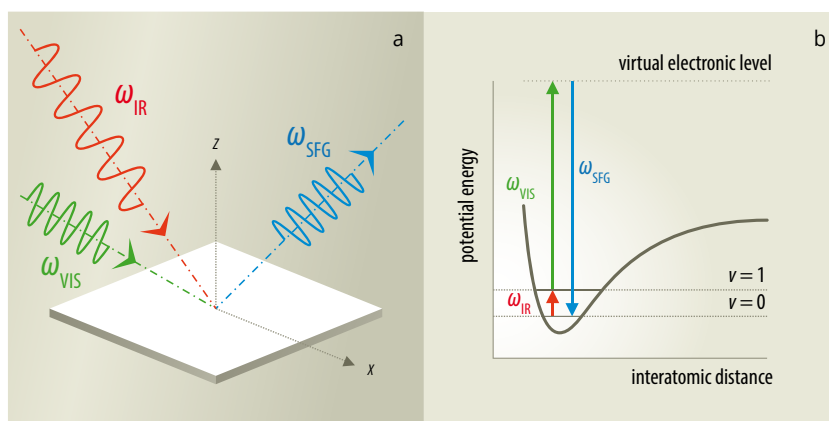 a
ω_IR
z
ω_SFG
ω_VIS
x
b
virtual electronic level
potential energy
ω_VIS
ω_SFG
v = 1
v = 0
ω_IR
interatomic distance